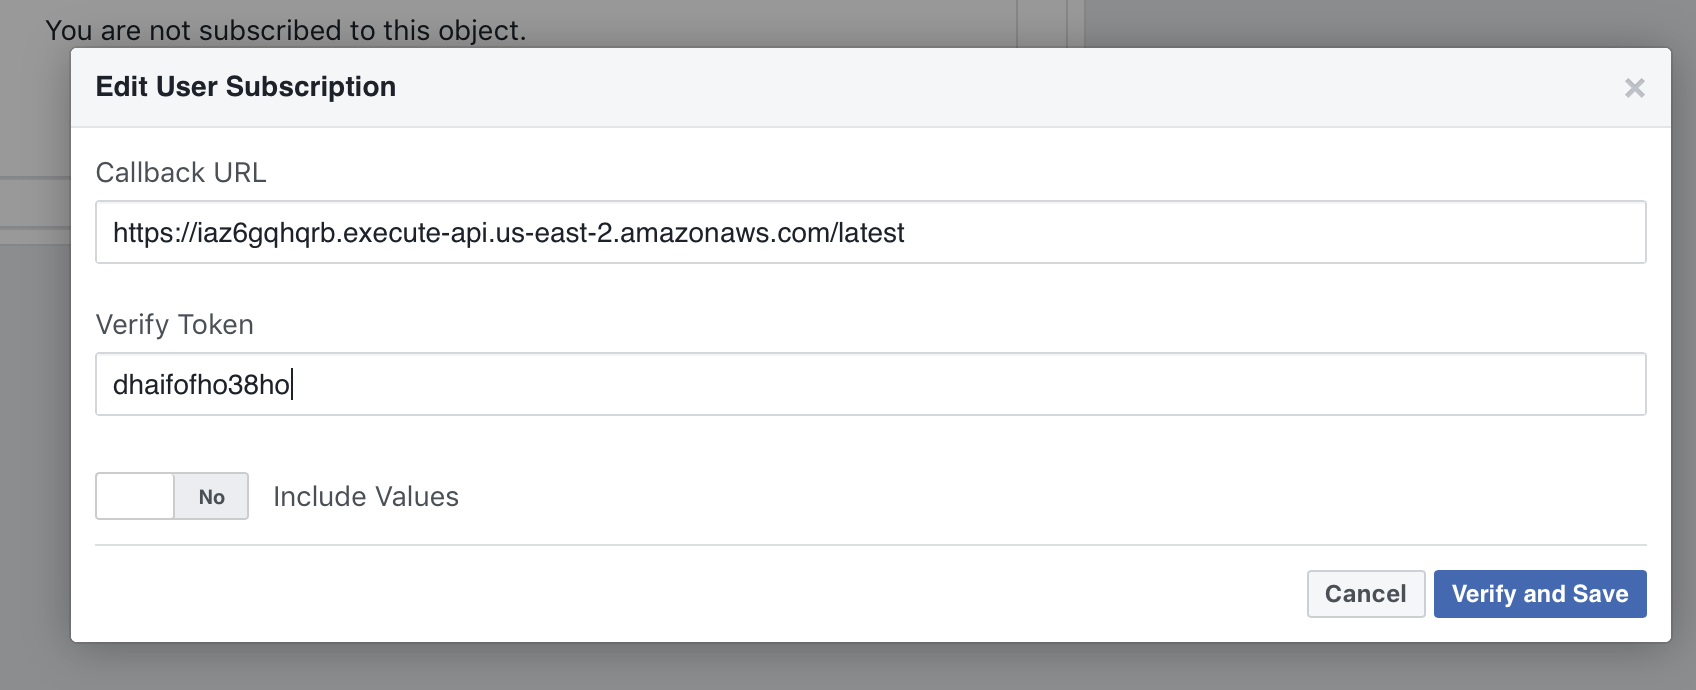 You are not subscribed to this object.
Edit User Subscription
Callback URL
https://iaz6gqhqrb.execute-api.us-east-2.amazonaws.com/latest
Verify Token
dhaifofho38ho
No Include Values
Cancel Verify and Save